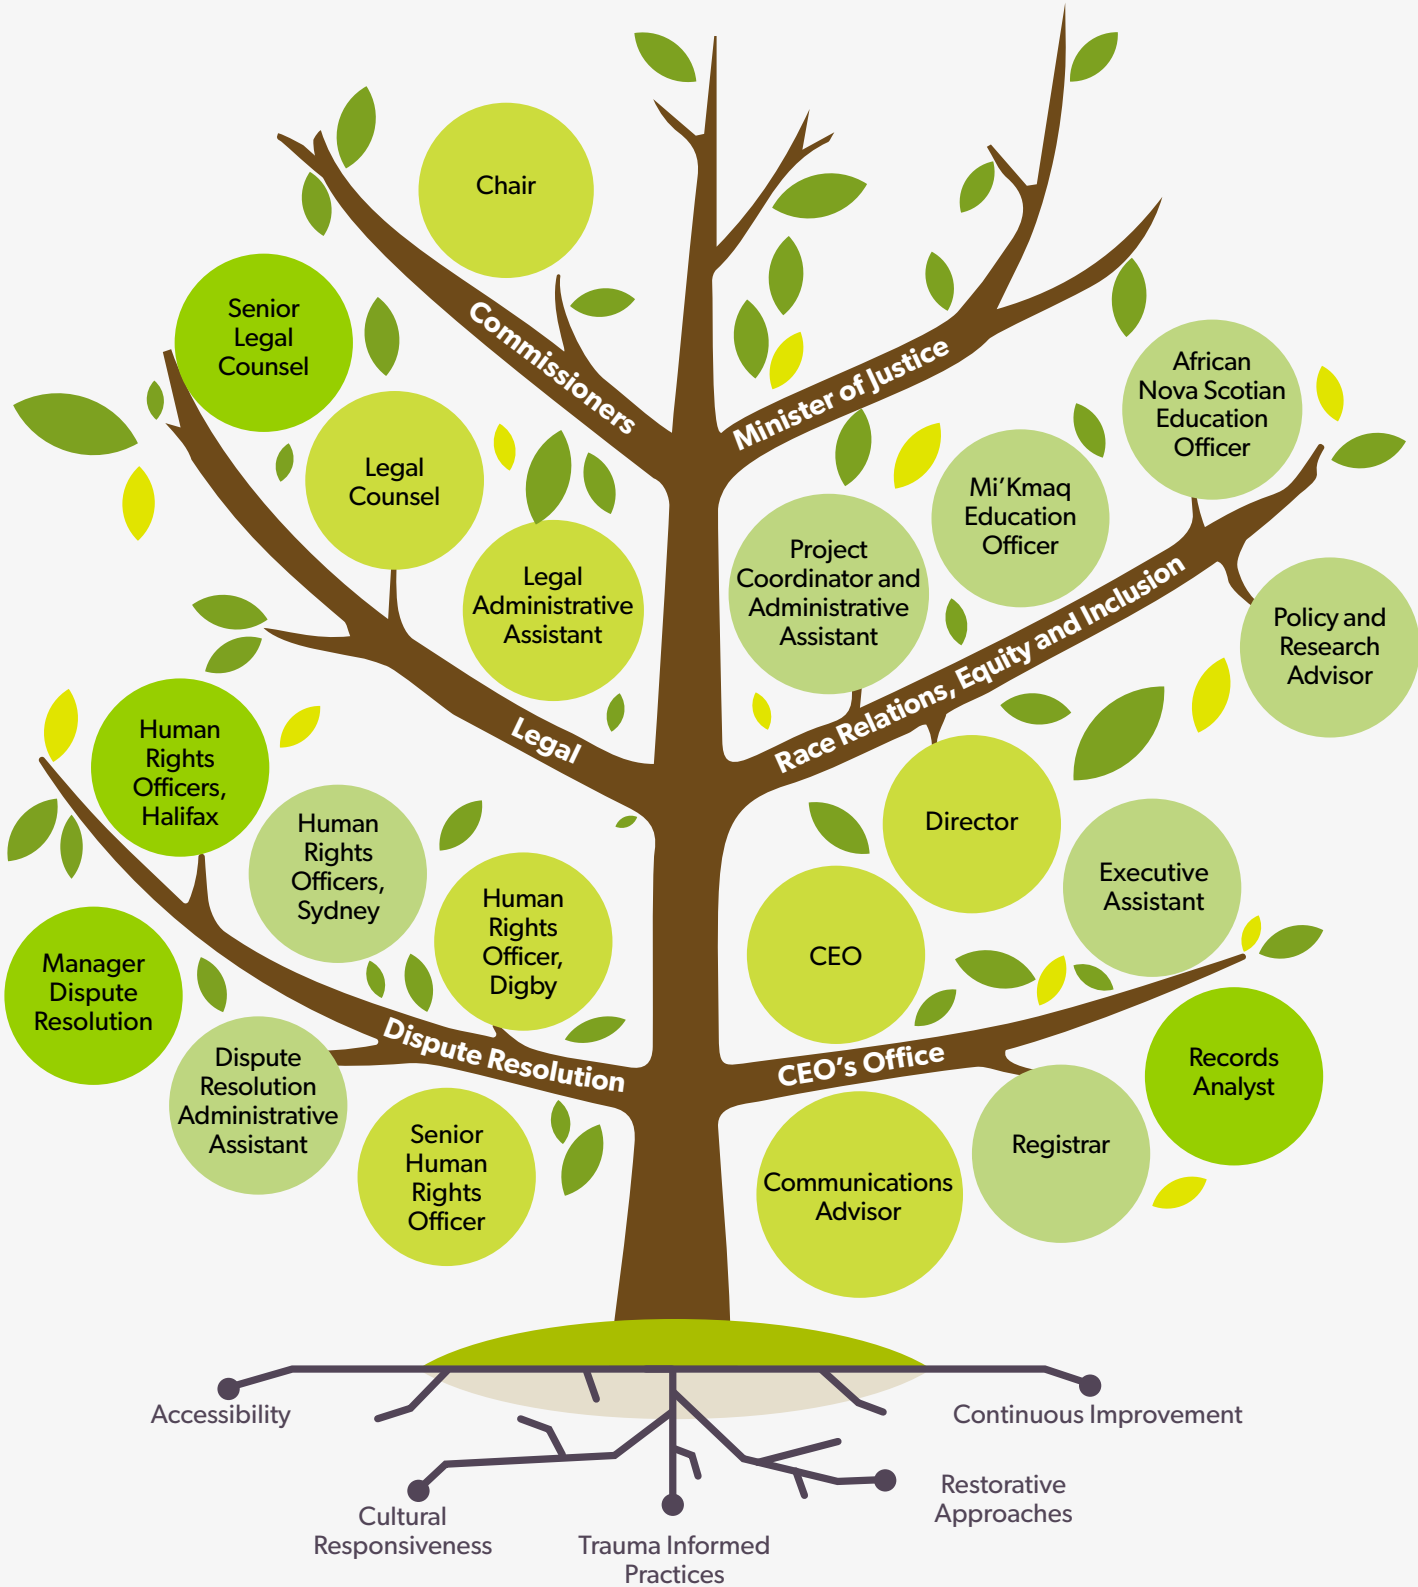 Chair
Commissioners
Minister of Justice
Senior
Legal
Counsel
Legal
Counsel
Legal
Administrative
Assistant
Legal
African
Nova Scotian
Education
Officer
Mi’Kmaq
Education
Officer
Project
Coordinator and
Administrative
Assistant
Policy and
Research
Advisor
Race Relations, Equity and Inclusion
Director
Human
Rights
Officers,
Halifax
Human
Rights
Officers,
Sydney
Human
Rights
Officer,
Digby
Manager
Dispute
Resolution
Dispute
Resolution
Administrative
Assistant
Senior
Human
Rights
Officer
Dispute Resolution
CEO
Executive
Assistant
CEO’s Office
Records
Analyst
Registrar
Communications
Advisor
Accessibility
Cultural
Responsiveness
Trauma Informed
Practices
Restorative
Approaches
Continuous Improvement